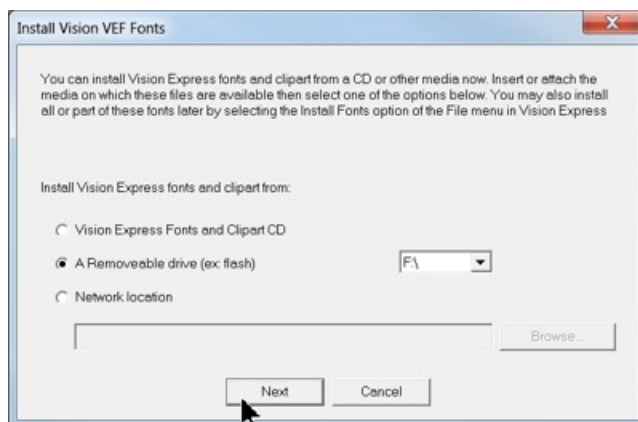 Install Vision VEF Fonts
You can install Vision Express fonts and clipart from a CD or other media now. Insert or attach the
media on which these files are available then select one of the options below. You may also install
all or part of these fonts later by selecting the Install Fonts option of the File menu in Vision Express
Install Vision Express fonts and clipart from:
Vision Express Fonts and Clipart CD
A Removeable drive (ex: flash) F:\
Network location
Browse...
Next Cancel